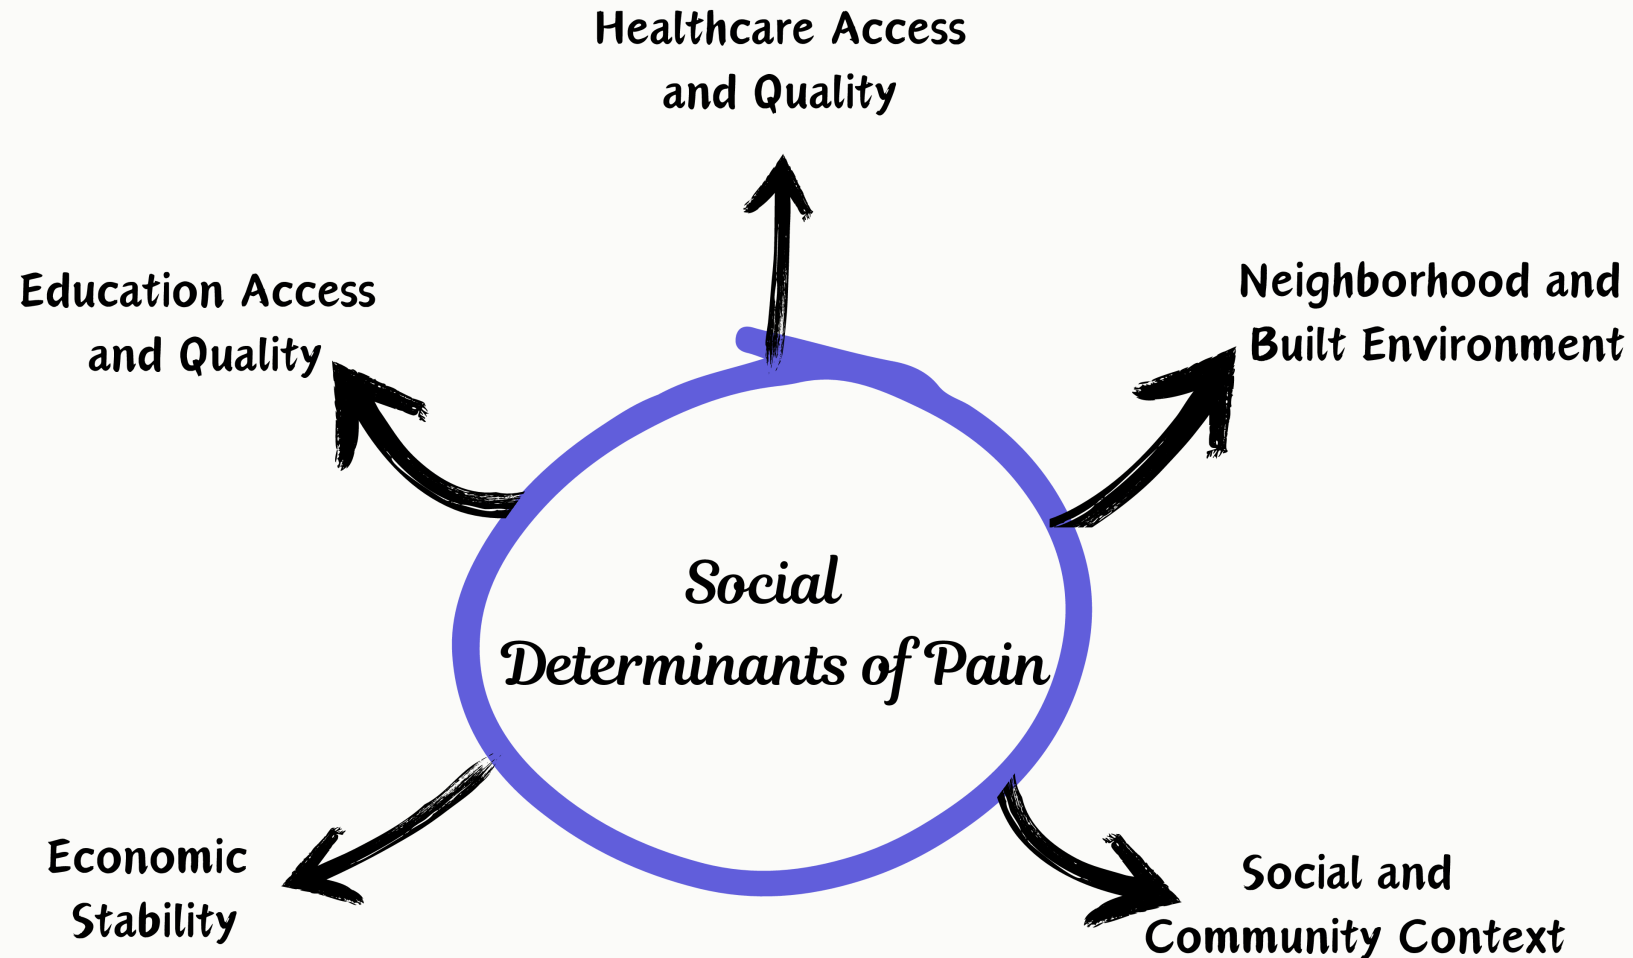 Healthcare Access
and Quality
Education Access
and Quality
Neighborhood and
Built Environment
Social
Determinants of Pain
Economic
Stability
Social and
Community Context